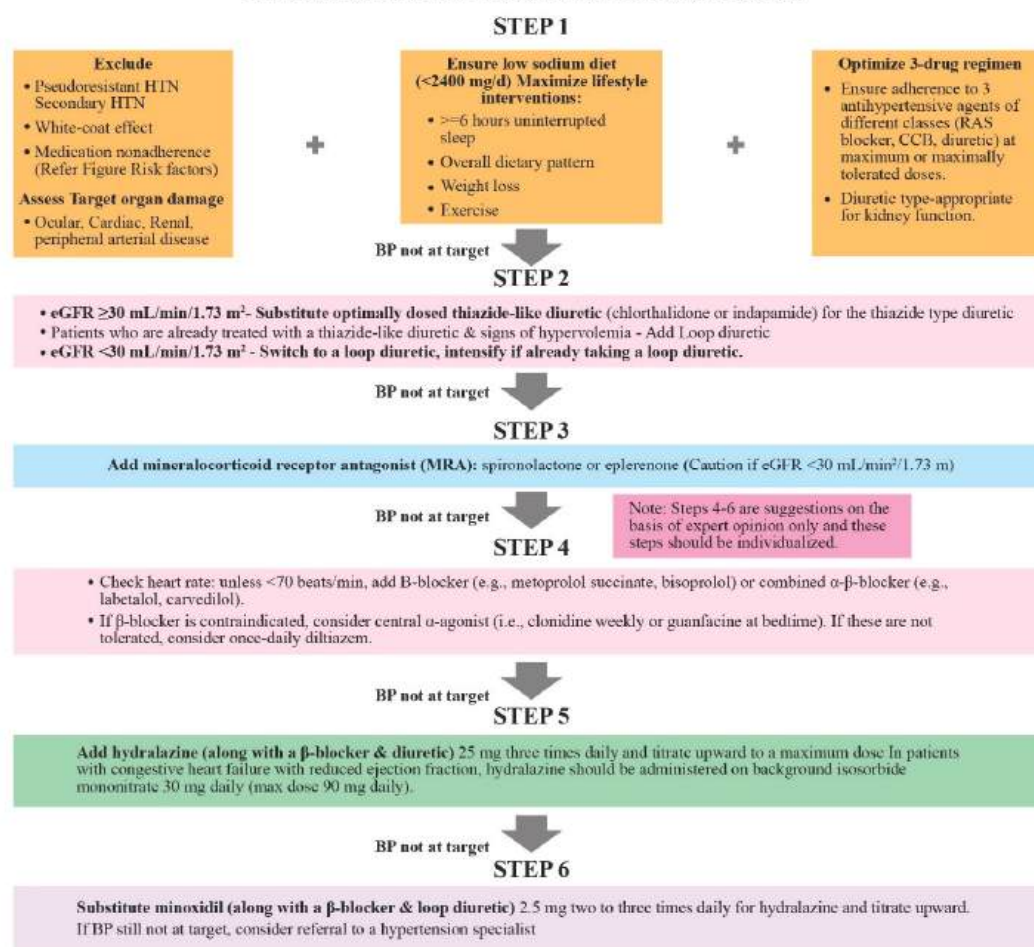 STEP 1
Exclude
• Pseudoresistant HTN
Secondary HTN
• White-coat effect
• Medication nonadherence
(Refer Figure Risk factors)
Assess Target organ damage
• Ocular, Cardiac, Renal,
peripheral arterial disease
+
Ensure low sodium diet
(<2400 mg/d) Maximize lifestyle
interventions:
• >=6 hours uninterrupted
sleep
• Overall dietary pattern
• Weight loss
• Exercise
+
Optimize 3-drug regimen
• Ensure adherence to 3
antihypertensive agents of
different classes (RAS
blocker, CCB, diuretic) at
maximum or maximally
tolerated doses.
• Diuretic type-appropriate
for kidney function.
BP not at target
STEP 2
• eGFR ≥30 mL/min/1.73 m²- Substitute optimally dosed thiazide-like diuretic (chlorthalidone or indapamide) for the thiazide type diuretic
• Patients who are already treated with a thiazide-like diuretic & signs of hypervolemia - Add Loop diuretic
• eGFR <30 mL/min/1.73 m² - Switch to a loop diuretic, intensify if already taking a loop diuretic.
BP not at target
STEP 3
Add mineralocorticoid receptor antagonist (MRA): spironolactone or eplerenone (Caution if eGFR <30 mL/min²/1.73 m)
BP not at target
Note: Steps 4-6 are suggestions on the
basis of expert opinion only and these
steps should be individualized.
STEP 4
• Check heart rate: unless <70 beats/min, add B-blocker (e.g., metoprolol succinate, bisoprolol) or combined α-β-blocker (e.g.,
labetalol, carvedilol).
• If β-blocker is contraindicated, consider central α-agonist (i.e., clonidine weekly or guanfacine at bedtime). If these are not
tolerated, consider once-daily diltiazem.
BP not at target
STEP 5
Add hydralazine (along with a β-blocker & diuretic) 25 mg three times daily and titrate upward to a maximum dose In patients
with congestive heart failure with reduced ejection fraction, hydralazine should be administered on background isosorbide
mononitrate 30 mg daily (max dose 90 mg daily).
BP not at target
STEP 6
Substitute minoxidil (along with a β-blocker & loop diuretic) 2.5 mg two to three times daily for hydralazine and titrate upward.
If BP still not at target, consider referral to a hypertension specialist